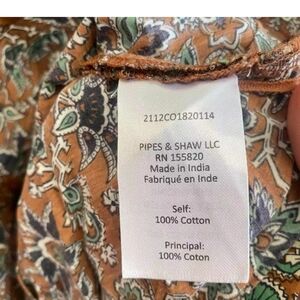 2112CO1820114
PIPES & SHAW LLC
RN 155820
Made in India
Fabriqué en Inde
Self:
100% Cotton
Principal:
100% Coton